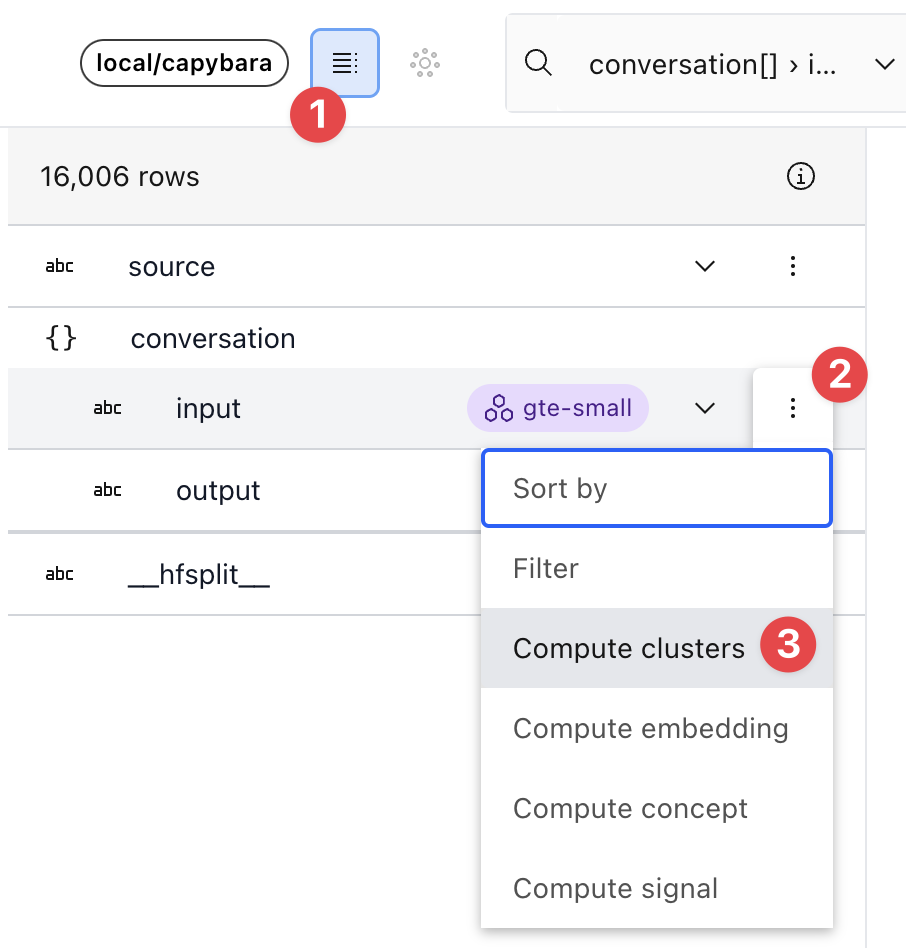 local/capybara
conversation[] › i...
1
16,006 rows
abc source
{} conversation
2
abc input gte-small
abc output
Sort by
abc __hfsplit__
Filter
Compute clusters 3
Compute embedding
Compute concept
Compute signal